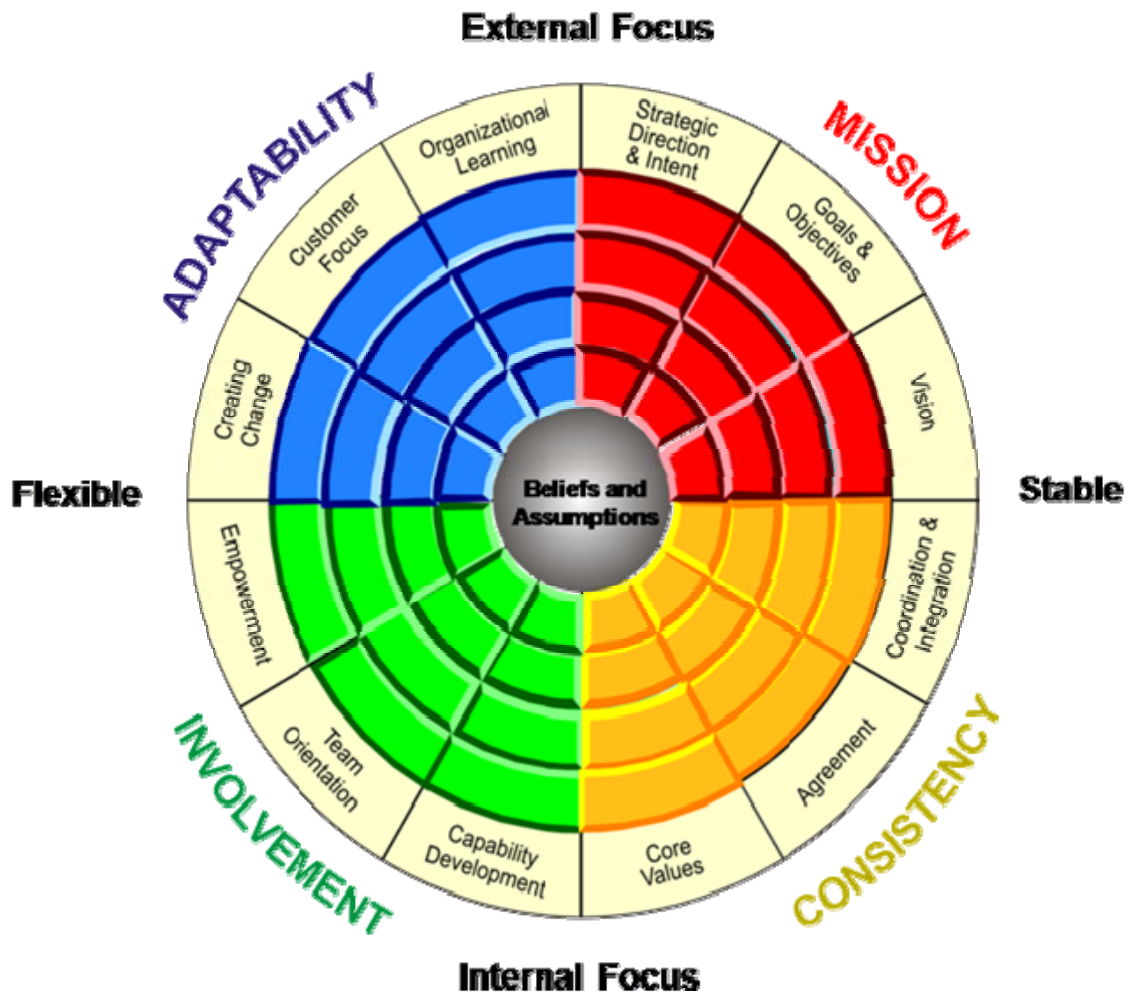 External Focus
ADAPTABILITY
MISSION
Organizational
Learning
Strategic
Direction
& Intent
Customer
Focus
Goals &
Objectives
Creating
Change
Vision
Flexible
Beliefs and
Assumptions
Stable
Empowerment
Coordination &
Integration
Team
Orientation
Agreement
Capability
Development
Core
Values
INVOLVEMENT
CONSISTENCY
Internal Focus